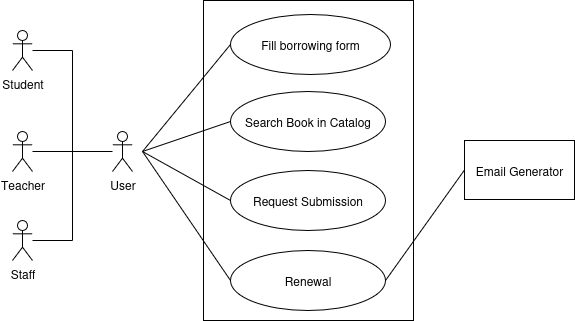 Fill borrowing form
Student
Search Book in Catalog
Teacher
User
Email Generator
Request Submission
Staff
Renewal